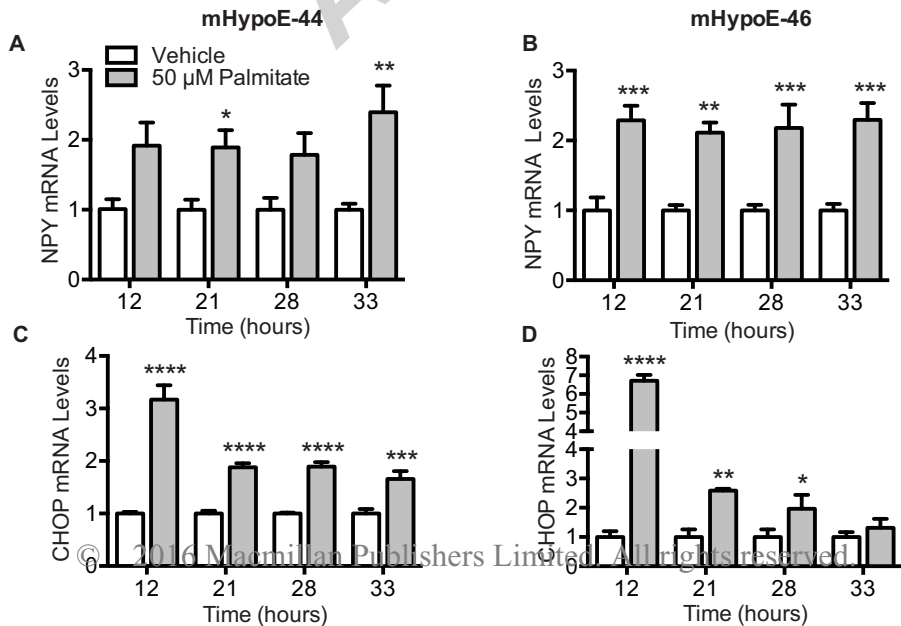 mHypoE-44
mHypoE-46
A
Vehicle
50 µM Palmitate
NPY mRNA Levels
3
2
1
0
*
**
12 21 28 33
Time (hours)
B
NPY mRNA Levels
3
2
1
0
***
**
***
***
12 21 28 33
Time (hours)
C
CHOP mRNA Levels
4
3
2
1
0
****
****
****
***
12 21 28 33
Time (hours)
D
CHOP mRNA Levels
8
7
6
5
4
4
3
2
1
0
****
**
*
12 21 28 33
Time (hours)
© 2016 Macmillan Publishers Limited. All rights reserved.